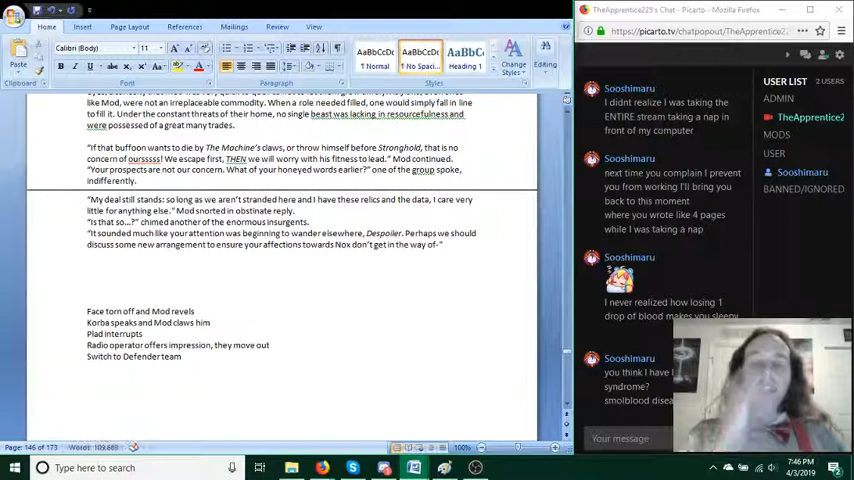 TheApprentice225's Chat - Picarto - Mozilla Firefox
Home
Insert
Page Layout
References
Mailings
Review
View
https://picarto.tv/chatpopout/TheApprentice22
Paste
Calibri (Body)
11
AaBbCcDc
AaBbCcDc
AaBbC
¶ Normal
¶ No Spaci...
Heading 1
Change
Styles
Editing
Clipboard
Font
Paragraph
Styles
like Mod, were not an irreplaceable commodity. When a role needed filled, one would simply fall in line
to fill it. Under the constant threats of their home, no single beast was lacking in resourcefulness and
were possessed of a great many trades.
"If that buffoon wants to die by The Machine's claws, or throw himself before Stronghold, that is no
concern of oursssss! We escape first, THEN we will worry with his fitness to lead." Mod continued.
"Your prospects are not our concern. What of your honeyed words earlier?" one of the group spoke,
indifferently.
"My deal still stands: so long as we aren't stranded here and I have these relics and the data, I care very
little for anything else." Mod snorted in obstinate reply.
"Is that so...?" chimed another of the enormous insurgents.
"It sounded much like your attention was beginning to wander elsewhere, Despoiler. Perhaps we should
discuss some new arrangement to ensure your affections towards Nox don't get in the way of-"
Face torn off and Mod revels
Korba speaks and Mod claws him
Plad interrupts
Radio operator offers impression, they move out
Switch to Defender team
Page: 146 of 173
Words: 109,688
100%
Sooshimaru
I didnt realize I was taking the
ENTIRE stream taking a nap in
front of my computer
Sooshimaru
next time you complain I prevent
you from working I'll bring you
back to this moment
where you wrote like 4 pages
while I was taking a nap
Sooshimaru
I never realized how losing 1
drop of blood makes you sleepy
Sooshimaru
you think I have
syndrome?
smolblood disea
Your message
USER LIST
2 USERS
ADMIN
TheApprentice2
MODS
USER
Sooshimaru
BANNED/IGNORED
Type here to search
7:46 PM
4/3/2019